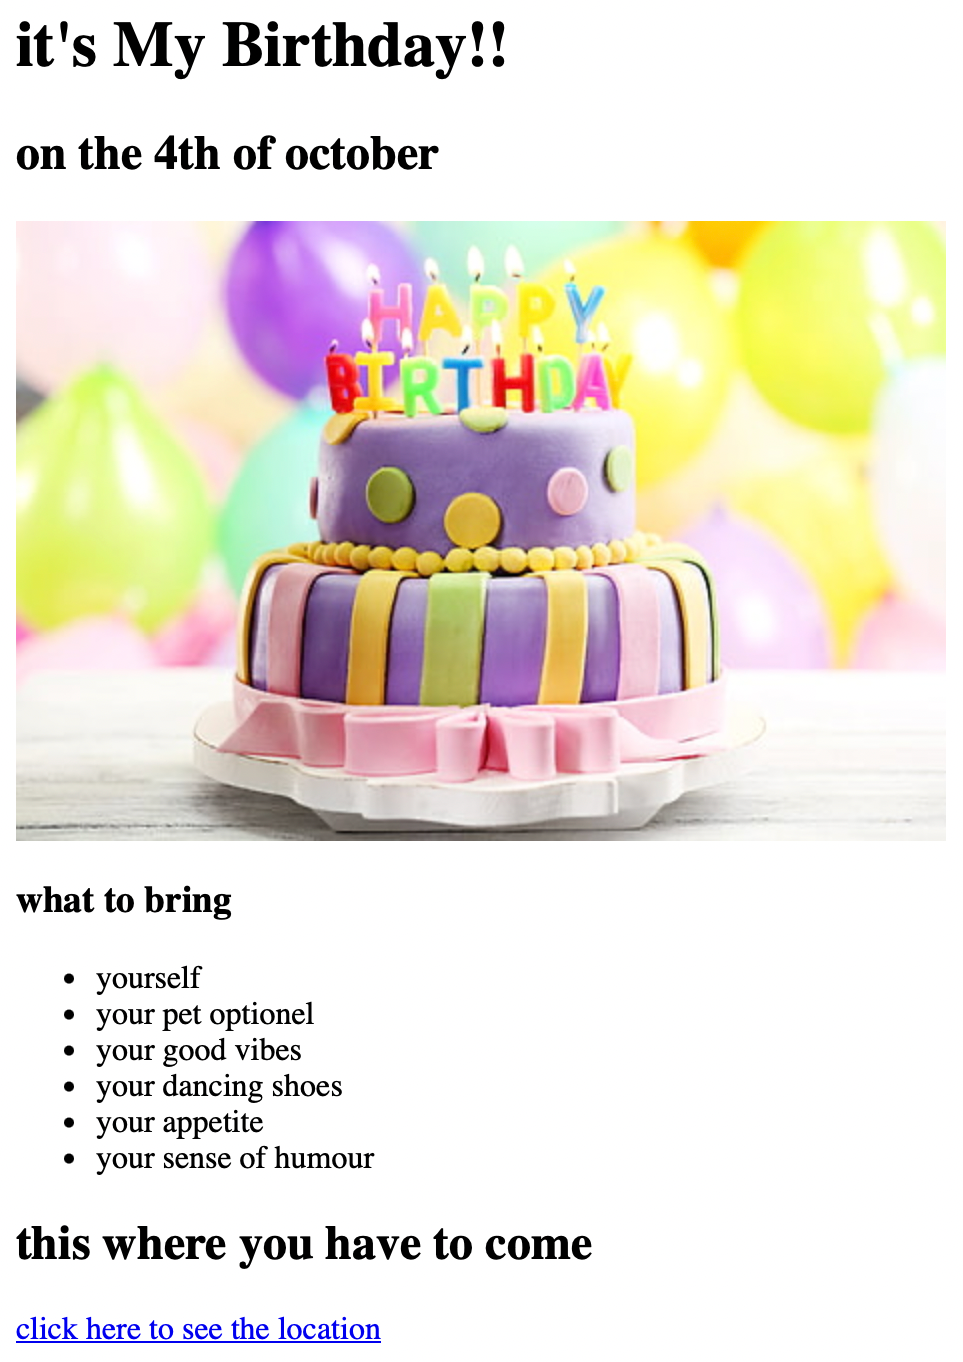 it's My Birthday!!
on the 4th of october
HAPPY
BIRTHDAY
what to bring
yourself
your pet optionel
your good vibes
your dancing shoes
your appetite
your sense of humour
this where you have to come
click here to see the location